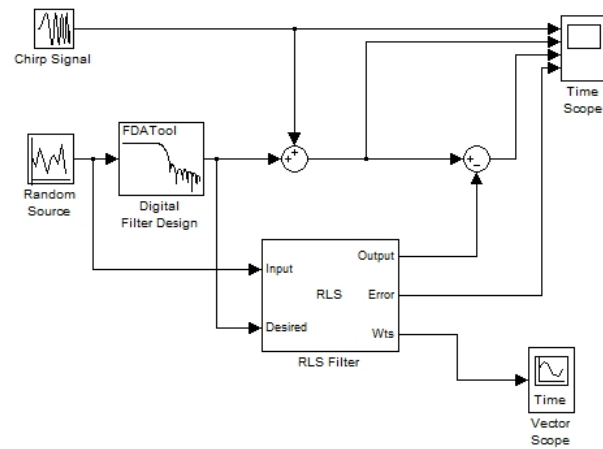 Chirp Signal
Time
Scope
FDATool
Random
Source
Digital
Filter Design
+
+
+
−
Input
Output
RLS
Error
Desired
Wts
RLS Filter
Time
Vector
Scope